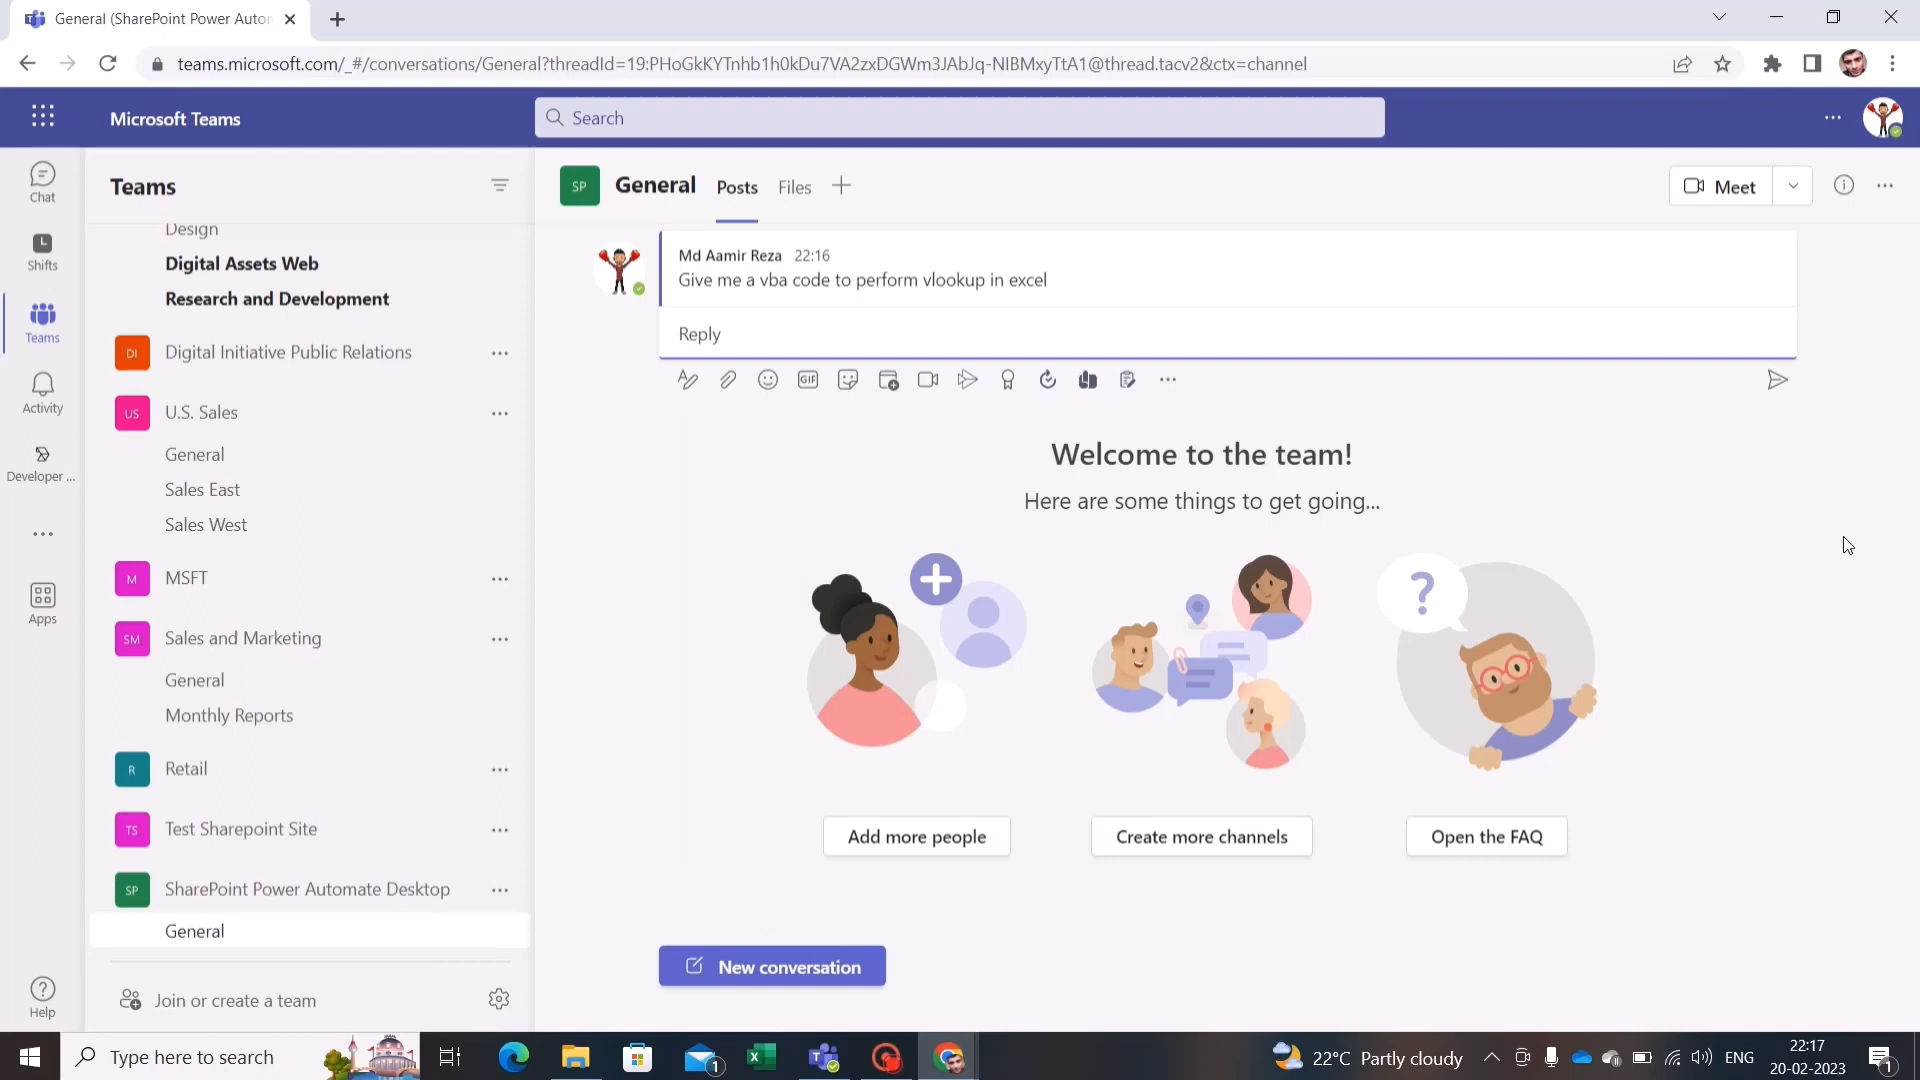 General (SharePoint Power Autom
teams.microsoft.com/_#/conversations/General?threadId=19:PHoGkKYTnhb1h0kDu7VA2zxDGWm3JAbJq-NIBMxyTtA1@thread.tacv2&ctx=channel
Microsoft Teams
Search
Chat
Shifts
Teams
Activity
Developer ...
Apps
Help
Teams
Design
Digital Assets Web
Research and Development
DI Digital Initiative Public Relations
US U.S. Sales
General
Sales East
Sales West
M MSFT
SM Sales and Marketing
General
Monthly Reports
R Retail
TS Test Sharepoint Site
SP SharePoint Power Automate Desktop
General
Join or create a team
SP General Posts Files
Meet
Md Aamir Reza 22:16
Give me a vba code to perform vlookup in excel
Reply
GIF
Welcome to the team!
Here are some things to get going...
?
Add more people
Create more channels
Open the FAQ
New conversation
Type here to search
1
22°C Partly cloudy
ENG
22:17
20-02-2023
1